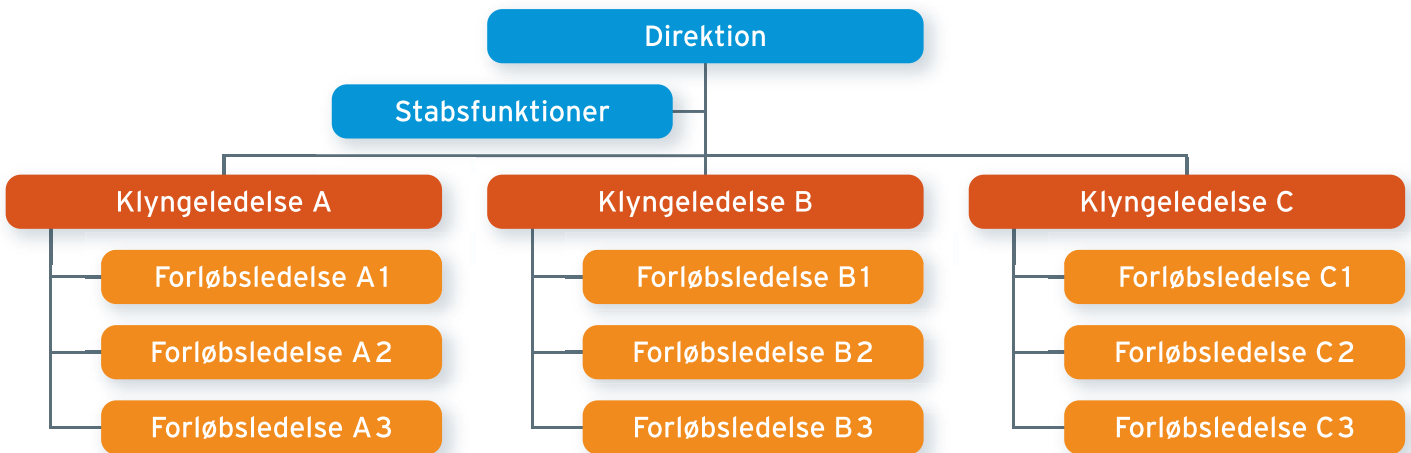 Direktion
Stabsfunktioner
Klyngeledelse A
Forløbsledelse A1
Forløbsledelse A2
Forløbsledelse A3
Klyngeledelse B
Forløbsledelse B1
Forløbsledelse B2
Forløbsledelse B3
Klyngeledelse C
Forløbsledelse C1
Forløbsledelse C2
Forløbsledelse C3